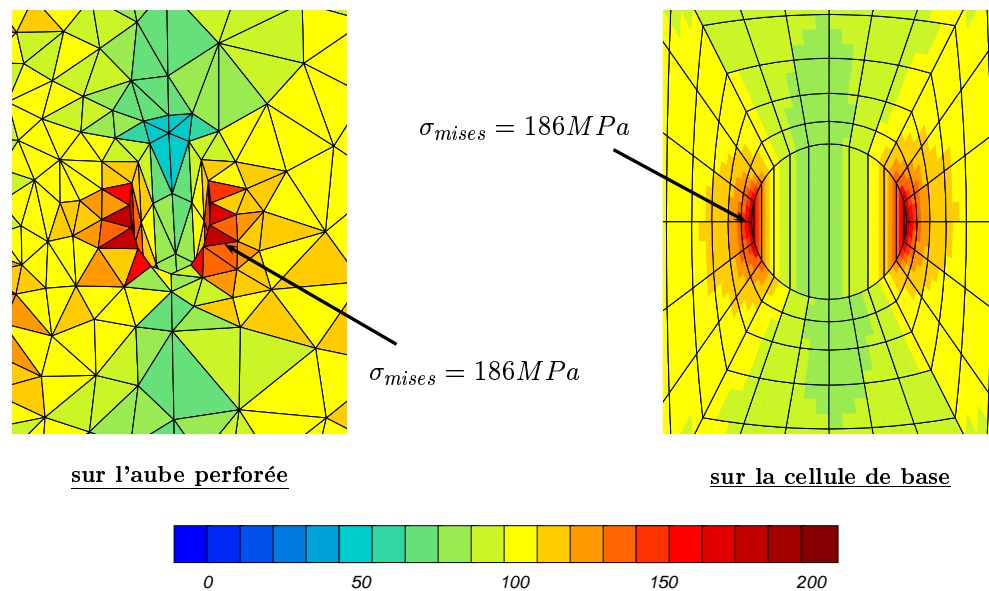 σ_mises = 186MPa
σ_mises = 186MPa
sur l'aube perforée
sur la cellule de base
0 50 100 150 200